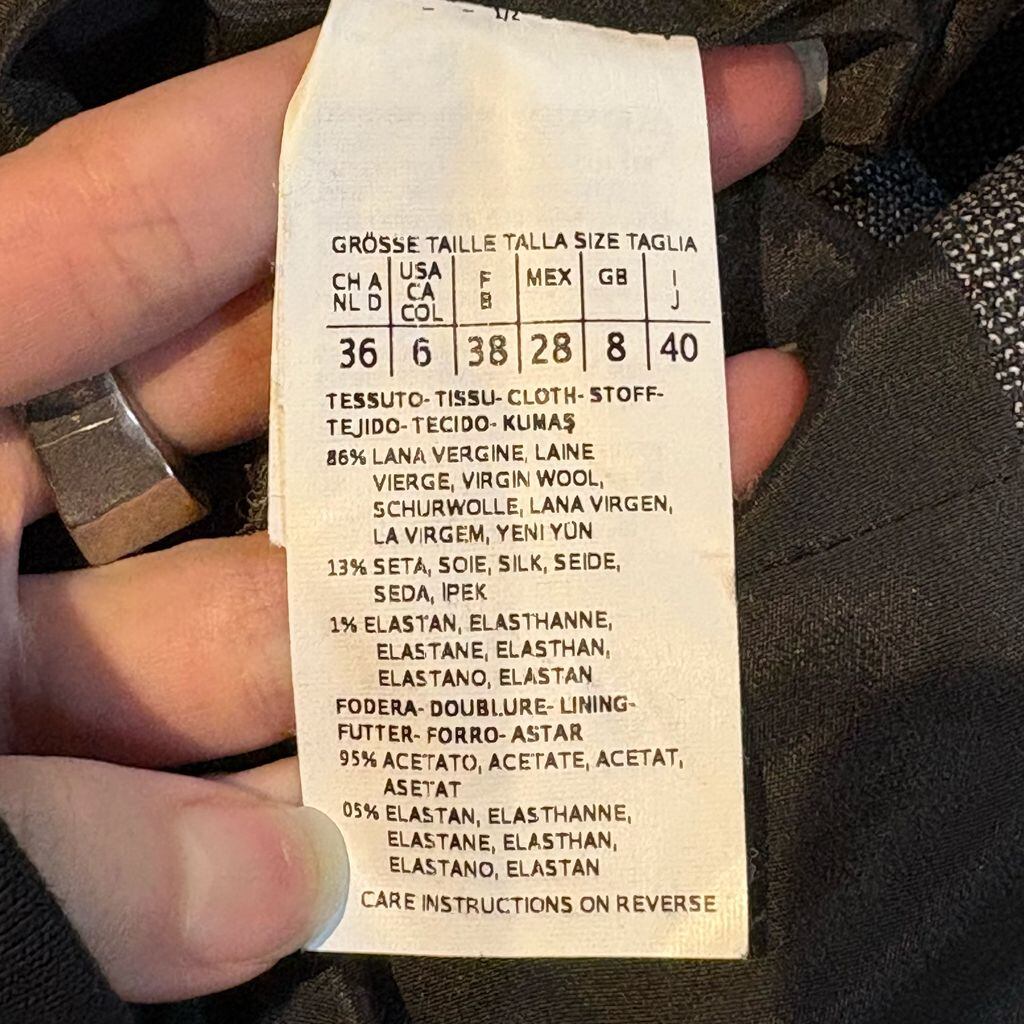 1/2
GRÖSSE TAILLE TALLA SIZE TAGLIA
CH A NL D | USA CA COL | F B | MEX | GB | I J
36 | 6 | 38 | 28 | 8 | 40
TESSUTO- TISSU- CLOTH- STOFF-
TEJIDO- TECIDO- KUMAŞ
86% LANA VERGINE, LAINE
VIERGE, VIRGIN WOOL,
SCHURWOLLE, LANA VIRGEN,
LA VIRGEM, YENI YÜN
13% SETA, SOIE, SILK, SEIDE,
SEDA, IPEK
1% ELASTAN, ELASTHANNE,
ELASTANE, ELASTHAN,
ELASTANO, ELASTAN
FODERA- DOUBLURE- LINING-
FUTTER- FORRO- ASTAR
95% ACETATO, ACETATE, ACETAT,
ASETAT
05% ELASTAN, ELASTHANNE,
ELASTANE, ELASTHAN,
ELASTANO, ELASTAN
CARE INSTRUCTIONS ON REVERSE